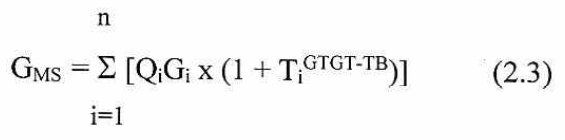 n
G_MS = Σ [Q_iG_i x (1 + T_i^GTGT-TB)] (2.3)
i=1